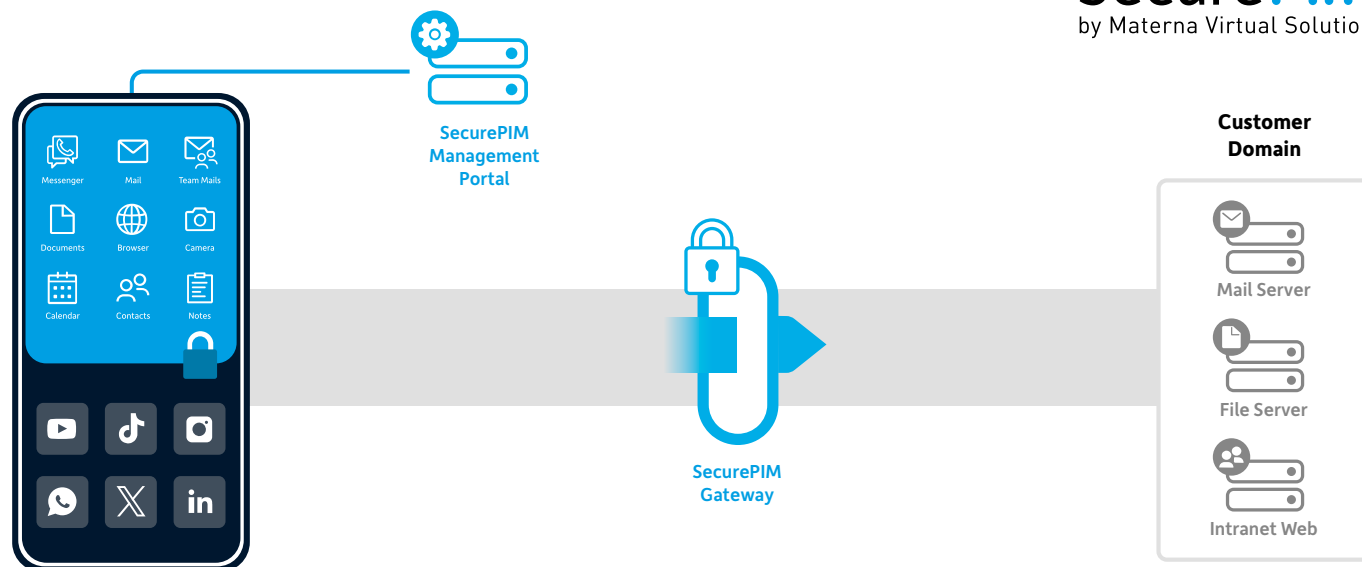 by Materna Virtual Solutio
SecurePIM
Management
Portal
Customer
Domain
Messenger
Mail
Team Mails
Documents
Browser
Camera
Calendar
Contacts
Notes
in
Mail Server
File Server
Intranet Web
SecurePIM
Gateway